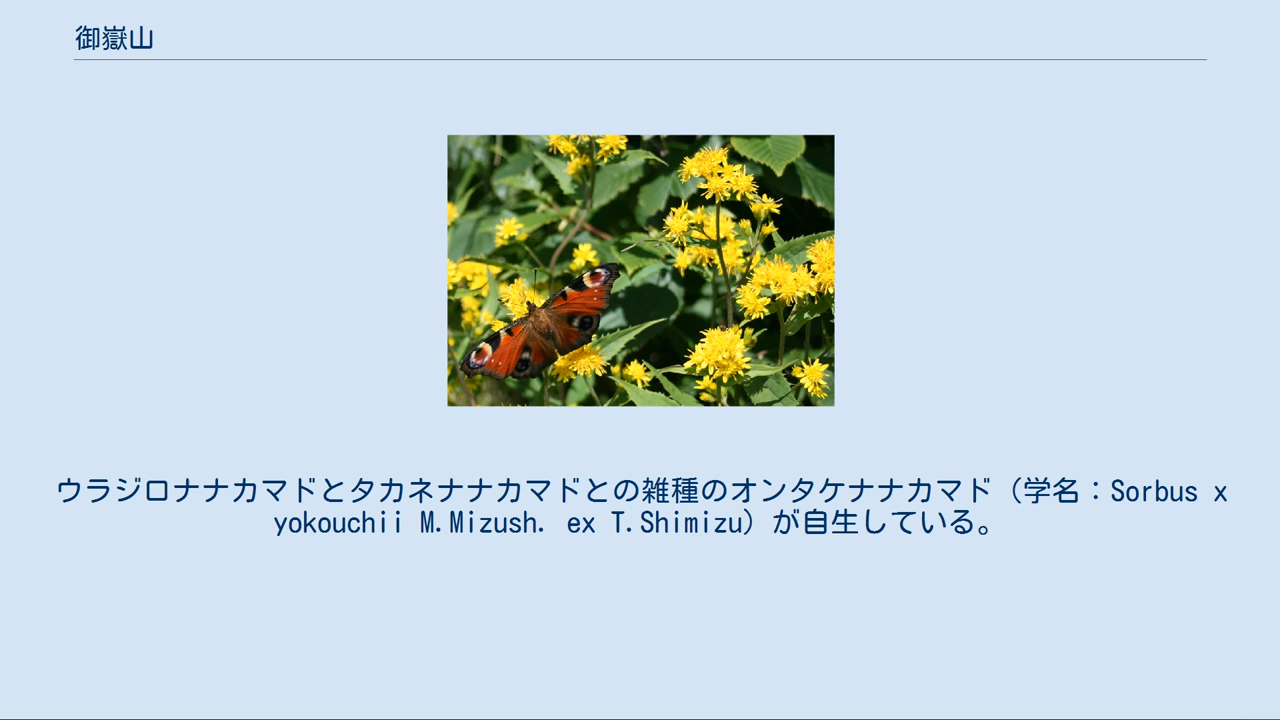 御嶽山
ウラジロナナカマドとタカネナナカマドとの雑種のオンタケナナカマド（学名：Sorbus x
yokouchii M.Mizush. ex T.Shimizu）が自生している。